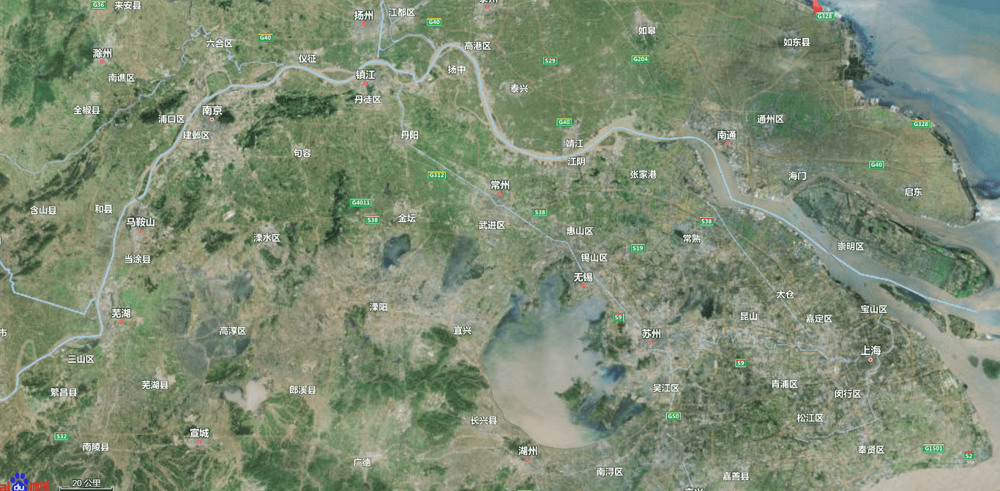 G36
来安县
扬州
江都区
G40
G328
六合区
G40
如皋
如东县
滁州
仪征
高港区
S29
G204
南谯区
镇江
扬中
泰兴
丹徒区
全椒县
浦口区
南京
G40
通州区
G328
建邺区
丹阳
靖江
南通
句容
江阴
G40
G312
张家港
海门
常州
启东
含山县
和县
G4011
S38
金坛
S38
S38
马鞍山
武进区
惠山区
溧水区
常熟
崇明区
S19
当涂县
锡山区
无锡
太仓
溧阳
芜湖
S9
昆山
嘉定区
宝山区
高淳区
宜兴
苏州
市
上海
三山区
S9
芜湖县
繁昌县
郎溪县
吴江区
青浦区
闵行区
长兴县
G50
松江区
宣城
S32
南陵县
湖州
奉贤区
G1501
S2
广德
南浔区
嘉善县
du
20 公里